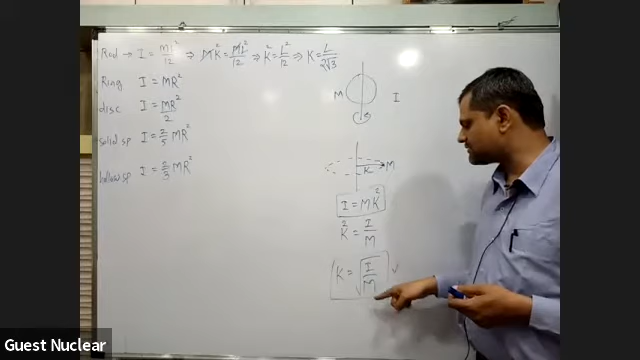 Rod → I = ml²/12 ⇒ MK² = ML²/12 ⇒ K² = L²/12 ⇒ K = L/2√3
Ring I = MR²
disc I = MR²/2
solid sp I = 2/5 MR²
hollow sp I = 2/3 MR²
M I
K M
I = MK²
K² = I/M
K = √I/M
Guest Nuclear